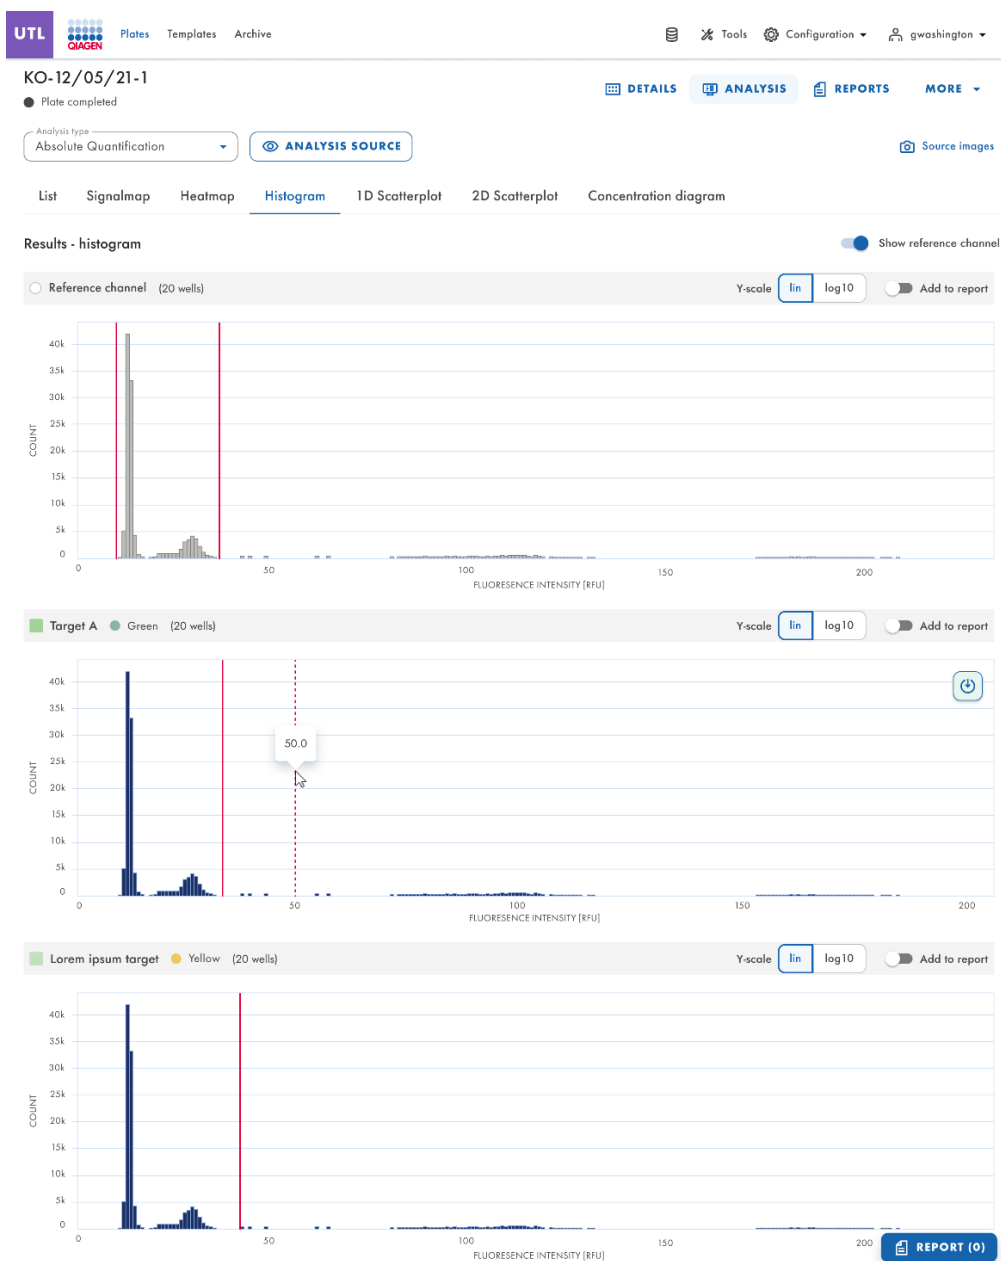 UTL
QIAGEN
Plates Templates Archive
Tools Configuration gwashington
KO-12/05/21-1
Plate completed
DETAILS ANALYSIS REPORTS MORE
Analysis type
Absolute Quantification
ANALYSIS SOURCE
Source images
List Signalmap Heatmap Histogram 1D Scatterplot 2D Scatterplot Concentration diagram
Results - histogram
Show reference channel
Reference channel (20 wells) Y-scale lin log10 Add to report
40k
35k
30k
25k
20k
15k
10k
5k
0
COUNT
0 50 100 150 200
FLUORESENCE INTENSITY [RFU]
Target A Green (20 wells) Y-scale lin log10 Add to report
40k
35k
30k
25k
20k
15k
10k
5k
0
COUNT
50.0
0 50 100 150 200
FLUORESENCE INTENSITY [RFU]
Lorem ipsum target Yellow (20 wells) Y-scale lin log10 Add to report
40k
35k
30k
25k
20k
15k
10k
5k
0
COUNT
0 50 100 150 200
FLUORESENCE INTENSITY [RFU]
REPORT (0)